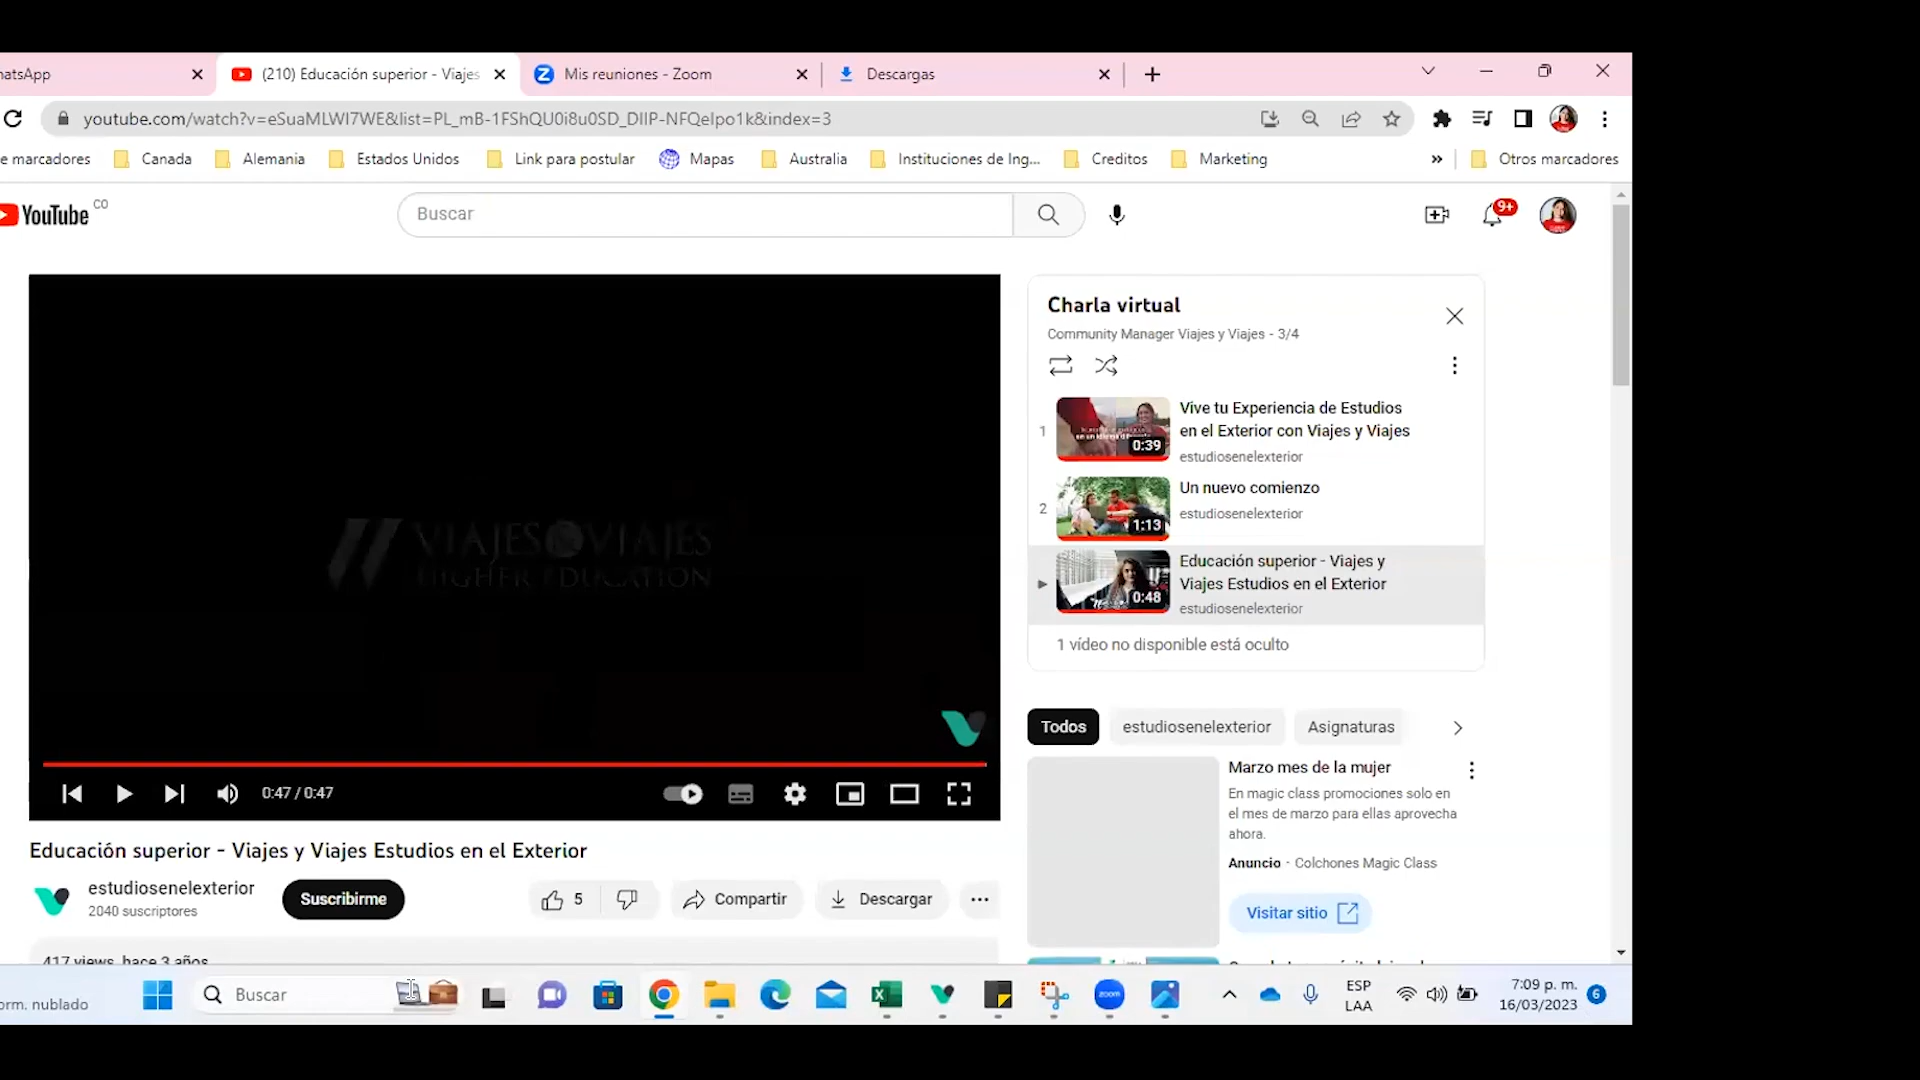 hatsApp
(210) Educación superior - Viajes
Mis reuniones - Zoom
Descargas
youtube.com/watch?v=eSuaMLWI7WE&list=PL_mB-1FShQU0i8u0SD_DIIP-NFQeIpo1k&index=3
e marcadores
Canada
Alemania
Estados Unidos
Link para postular
Mapas
Australia
Instituciones de Ing...
Creditos
Marketing
»
Otros marcadores
YouTube CO
Buscar
9+
VIAJES VIAJES
HIGHER EDUCATION
0:47 / 0:47
Charla virtual
Community Manager Viajes y Viajes - 3/4
1
0:39
Vive tu Experiencia de Estudios
en el Exterior con Viajes y Viajes
estudiosenelexterior
2
1:13
Un nuevo comienzo
estudiosenelexterior
0:48
Educación superior - Viajes y
Viajes Estudios en el Exterior
estudiosenelexterior
1 vídeo no disponible está oculto
Todos
estudiosenelexterior
Asignaturas
Marzo mes de la mujer
En magic class promociones solo en
el mes de marzo para ellas aprovecha
ahora.
Anuncio · Colchones Magic Class
Visitar sitio
Educación superior - Viajes y Viajes Estudios en el Exterior
estudiosenelexterior
2040 suscriptores
Suscribirme
5
Compartir
Descargar
417 views hace 3 años
orm. nublado
Buscar
zoom
ESP
LAA
7:09 p. m.
16/03/2023
6